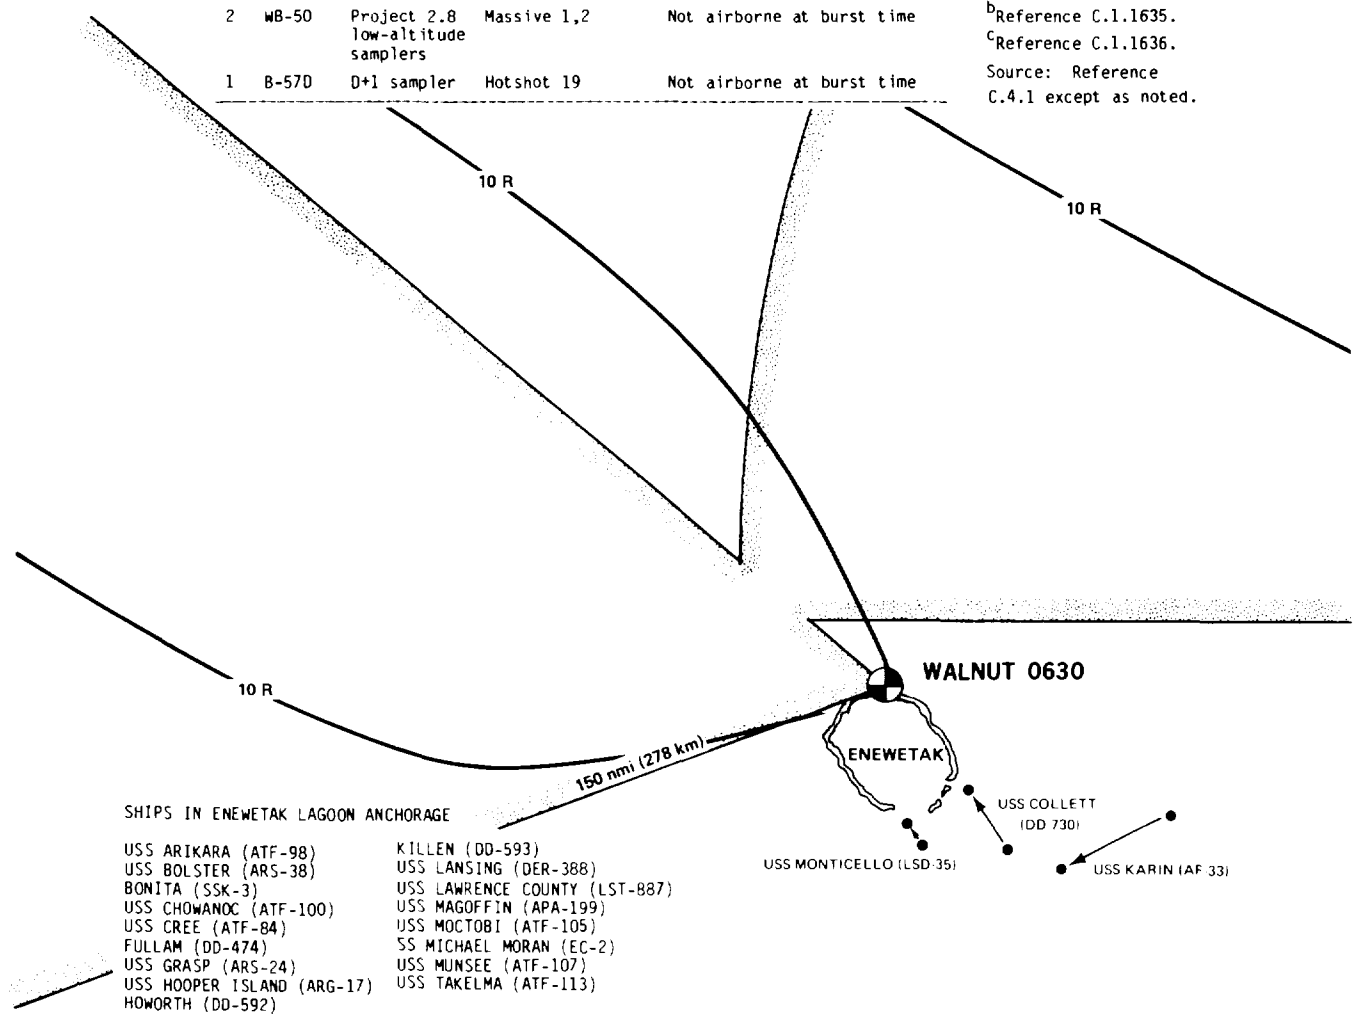 2 WB-50 Project 2.8 Massive 1,2 Not airborne at burst time
low-altitude
samplers
1 B-57D D+1 sampler Hotshot 19 Not airborne at burst time
bReference C.1.1635.
cReference C.1.1636.
Source: Reference
C.4.1 except as noted.
10 R
10 R
10 R
WALNUT 0630
ENEWETAK
150 nmi (278 km)
USS COLLETT
(DD 730)
USS MONTICELLO (LSD-35)
USS KARIN (AF-33)
SHIPS IN ENEWETAK LAGOON ANCHORAGE
USS ARIKARA (ATF-98)
USS BOLSTER (ARS-38)
BONITA (SSK-3)
USS CHOWANOC (ATF-100)
USS CREE (ATF-84)
FULLAM (DD-474)
USS GRASP (ARS-24)
USS HOOPER ISLAND (ARG-17)
HOWORTH (DD-592)
KILLEN (DD-593)
USS LANSING (DER-388)
USS LAWRENCE COUNTY (LST-887)
USS MAGOFFIN (APA-199)
USS MOCTOBI (ATF-105)
SS MICHAEL MORAN (EC-2)
USS MUNSEE (ATF-107)
USS TAKELMA (ATF-113)